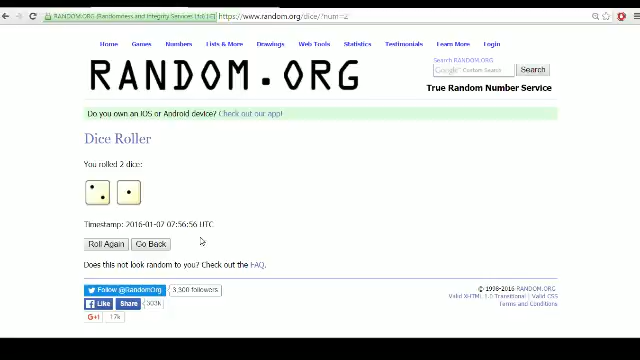 RANDOM.ORG (Randomness and Integrity Services Ltd) [IE] https://www.random.org/dice/?num=2
Home Games Numbers Lists & More Drawings Web Tools Statistics Testimonials Learn More Login
RANDOM.ORG
Search RANDOM.ORG
Google™ Custom Search Search
True Random Number Service
Do you own an iOS or Android device? Check out our app!
Dice Roller
You rolled 2 dice:
Timestamp: 2016-01-07 07:56:56 UTC
Roll Again Go Back
Does this not look random to you? Check out the FAQ.
Follow @RandomOrg 3,300 followers
Like Share 303k
G+1 17k
© 1998-2016 RANDOM.ORG
Valid XHTML 1.0 Transitional | Valid CSS
Terms and Conditions